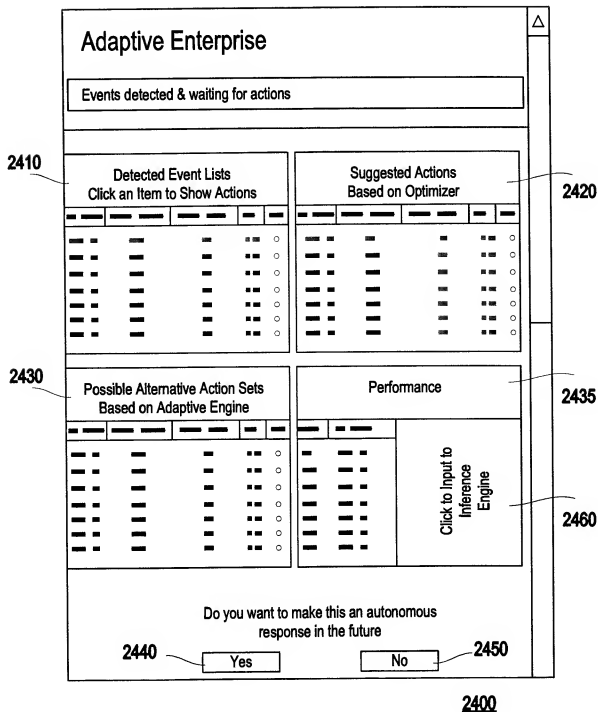 Adaptive Enterprise
Events detected & waiting for actions
2410
Detected Event Lists
Click an Item to Show Actions
Suggested Actions
Based on Optimizer
2420
2430
Possible Alternative Action Sets
Based on Adaptive Engine
Performance
2435
Click to Input to
Inference
Engine
2460
Do you want to make this an autonomous
response in the future
2440
Yes
No
2450
2400